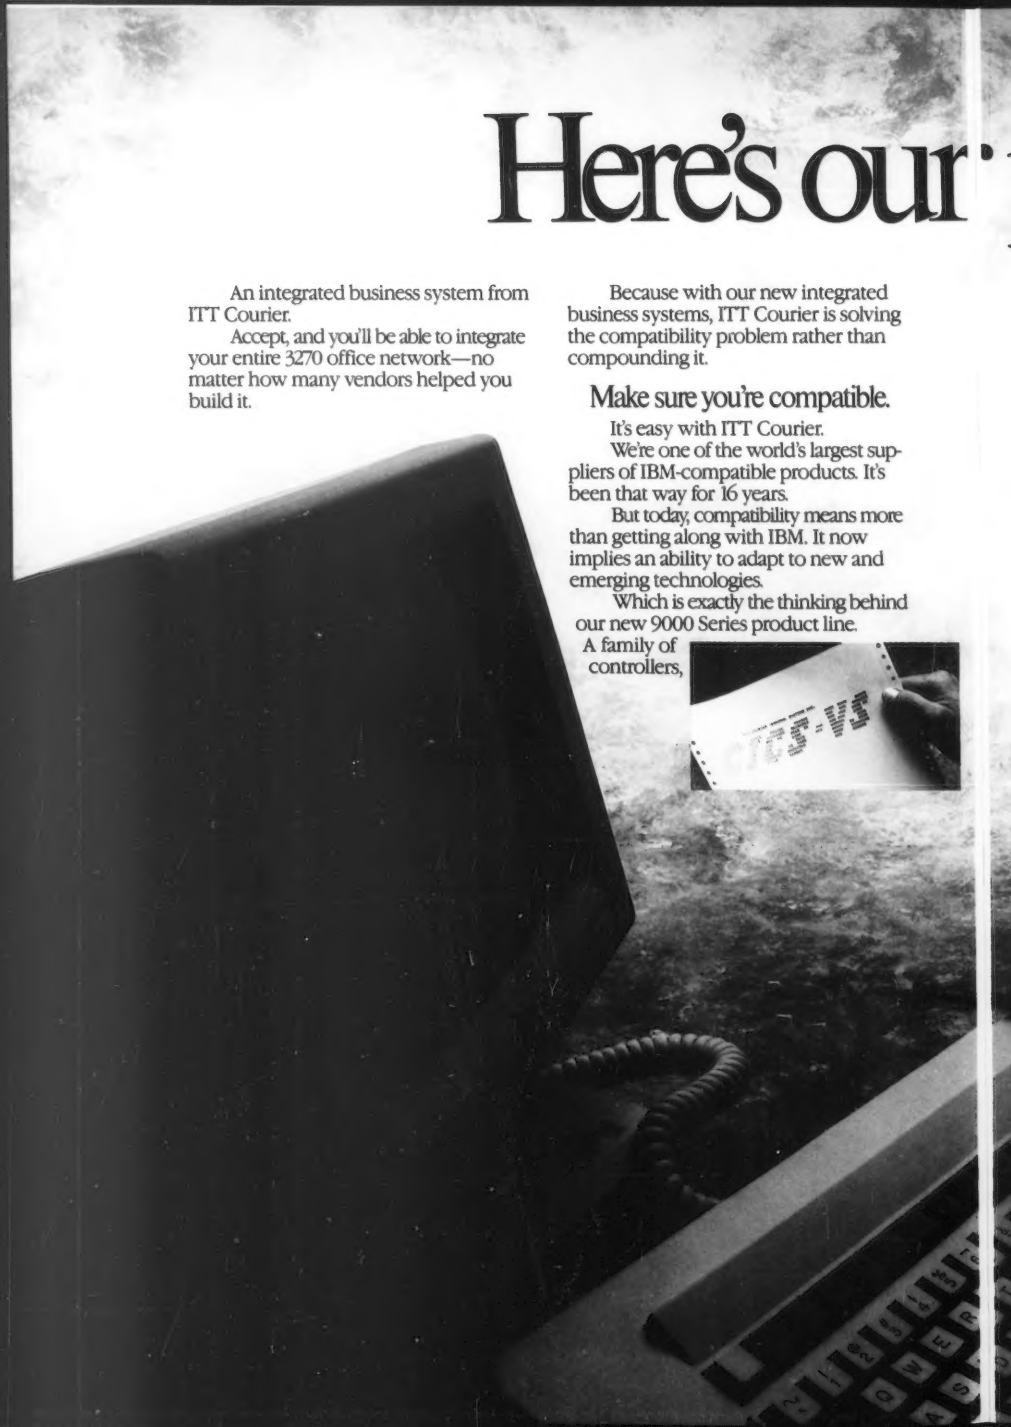 Here's our
An integrated business system from
ITT Courier.
Accept, and you'll be able to integrate
your entire 3270 office network—no
matter how many vendors helped you
build it.
Because with our new integrated
business systems, ITT Courier is solving
the compatibility problem rather than
compounding it.
Make sure you're compatible.
It's easy with ITT Courier.
We're one of the world's largest sup-
pliers of IBM-compatible products. It's
been that way for 16 years.
But today, compatibility means more
than getting along with IBM. It now
implies an ability to adapt to new and
emerging technologies.
Which is exactly the thinking behind
our new 9000 Series product line.
A family of
controllers,
CICS-VS
Q W E R
A S D